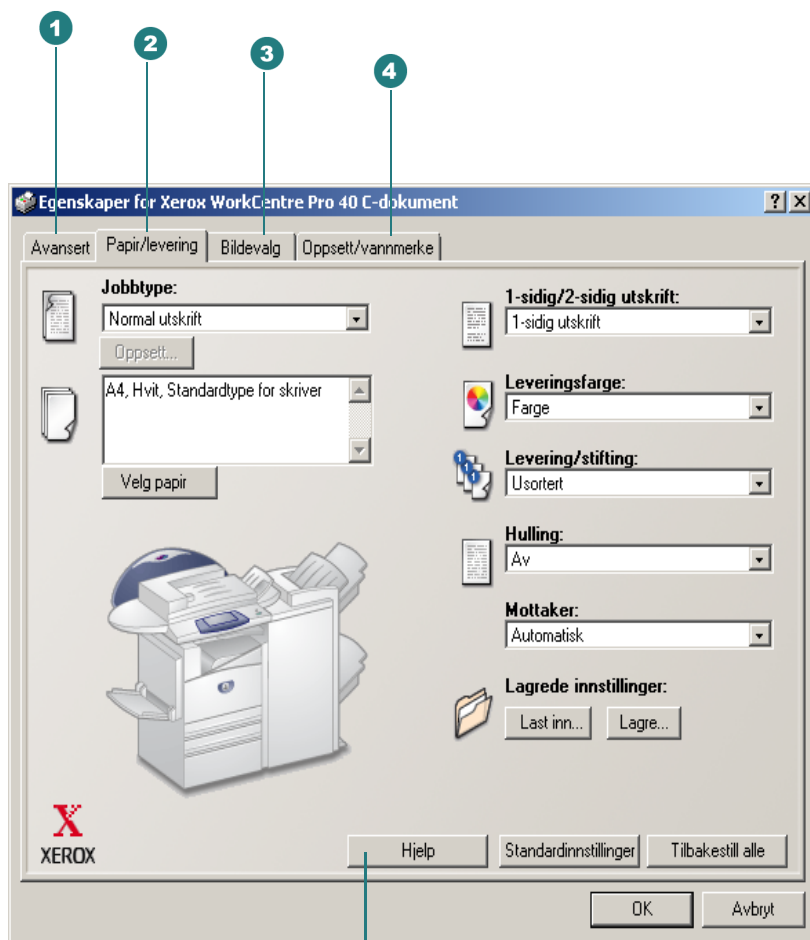 1
2
3
4
Egenskaper for Xerox WorkCentre Pro 40 C-dokument
Avansert
Papir/levering
Bildevalg
Oppsett/vannmerke
Jobbtype:
Normal utskrift
Oppsett...
A4, Hvit, Standardtype for skriver
Velg papir
1-sidig/2-sidig utskrift:
1-sidig utskrift
Leveringsfarge:
Farge
Levering/stifting:
Usortert
Hulling:
Av
Mottaker:
Automatisk
Lagrede innstillinger:
Last inn...
Lagre...
X
XEROX
Hjelp
Standardinnstillinger
Tilbakestill alle
OK
Avbryt